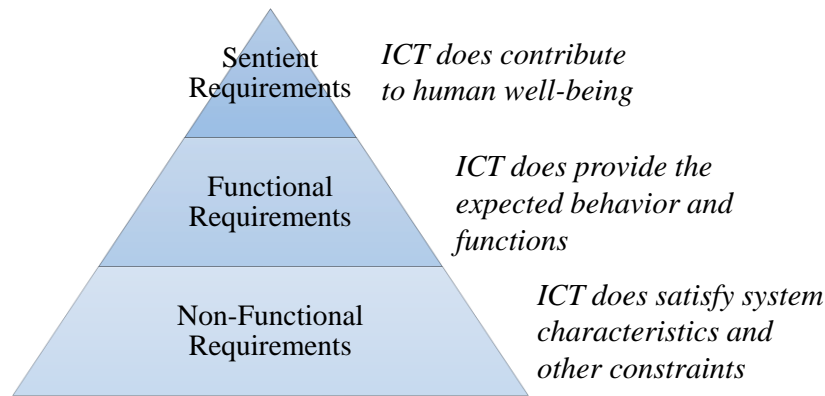 Sentient
Requirements
ICT does contribute
to human well-being
Functional
Requirements
ICT does provide the
expected behavior and
functions
Non-Functional
Requirements
ICT does satisfy system
characteristics and
other constraints